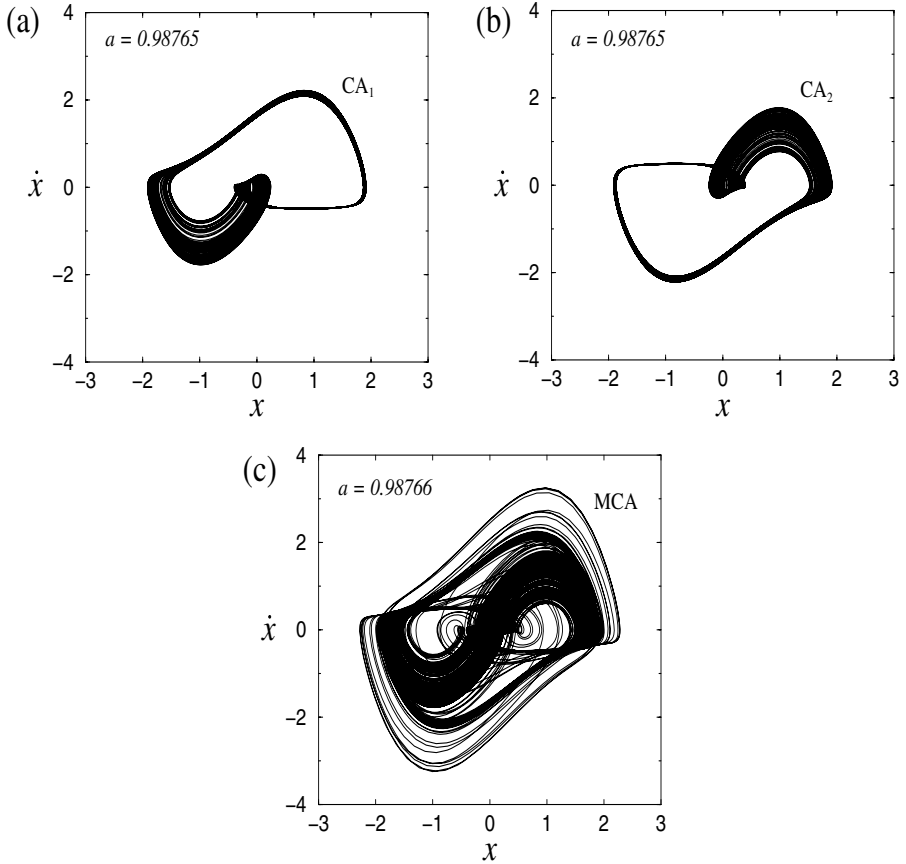 (a)
a = 0.98765
CA₁
4
2
0
−2
−4
ẋ
−3 −2 −1 0 1 2 3
x
(b)
a = 0.98765
CA₂
4
2
0
−2
−4
ẋ
−3 −2 −1 0 1 2 3
x
(c)
a = 0.98766
MCA
4
2
0
−2
−4
ẋ
−3 −2 −1 0 1 2 3
x